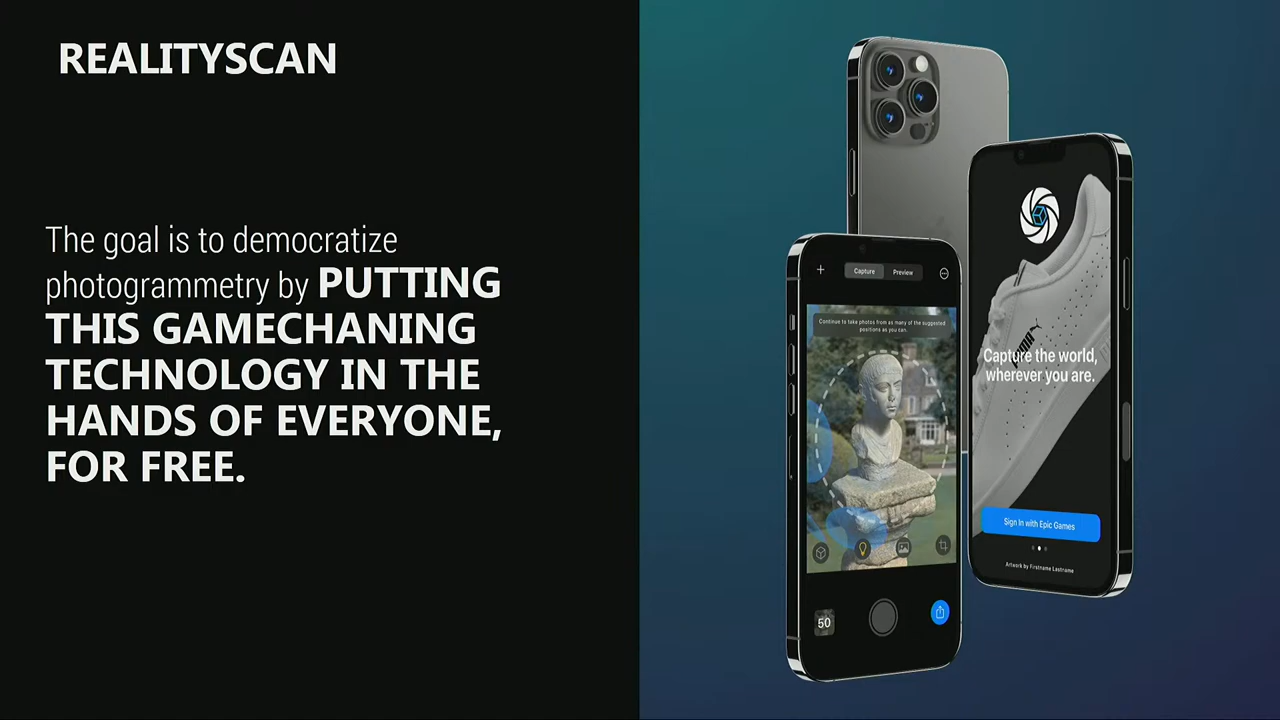 REALITYSCAN
The goal is to democratize
photogrammetry by PUTTING
THIS GAMECHANING
TECHNOLOGY IN THE
HANDS OF EVERYONE,
FOR FREE.
Capture Preview
Continue to take photos from as many of the suggested
positions as you can.
50
PUMA
Capture the world,
wherever you are.
Sign In with Epic Games
Artwork by Firstname Lastname